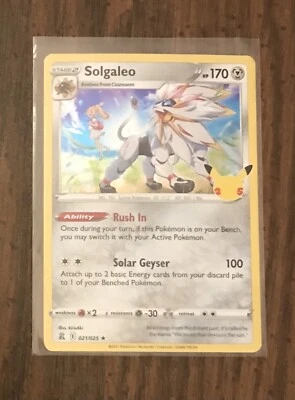 STAGE 2
Solgaleo
HP 170
Evolves from Cosmoem
25
Ability
Rush In
Once during your turn, if this Pokémon is on your Bench,
you may switch it with your Active Pokémon.
Solar Geyser 100
Attach up to 2 basic Energy cards from your discard pile
to 1 of your Benched Pokémon.
weakness ×2 resistance -30 retreat
Illus.
021/025 ★